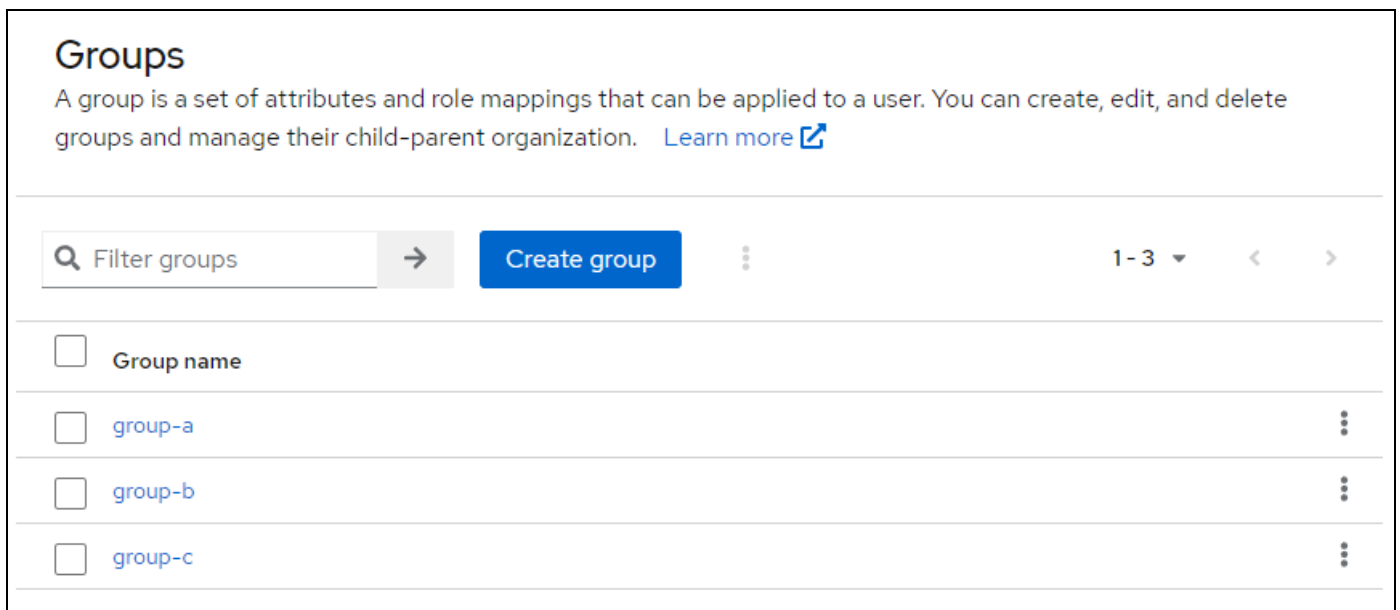 Groups
A group is a set of attributes and role mappings that can be applied to a user. You can create, edit, and delete
groups and manage their child-parent organization. Learn more
Filter groups Create group 1 - 3
Group name
group-a
group-b
group-c